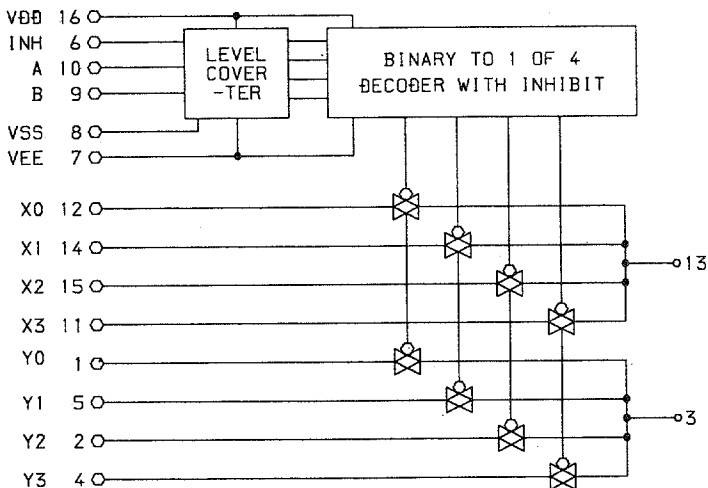 VDD 16
INH 6
A 10
B 9
VSS 8
VEE 7
LEVEL
COVER
-TER
BINARY TO 1 OF 4
DECODER WITH INHIBIT
X0 12
X1 14
X2 15
X3 11
13
Y0 1
Y1 5
Y2 2
Y3 4
3